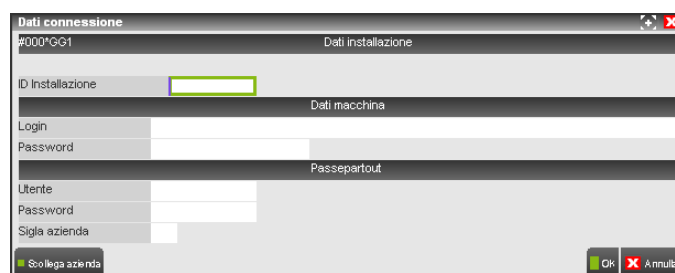 Dati connessione
#000*GG1 Dati installazione
ID Installazione
Dati macchina
Login
Password
Passepartout
Utente
Password
Sigla azienda
Scollega azienda Ok Annulla